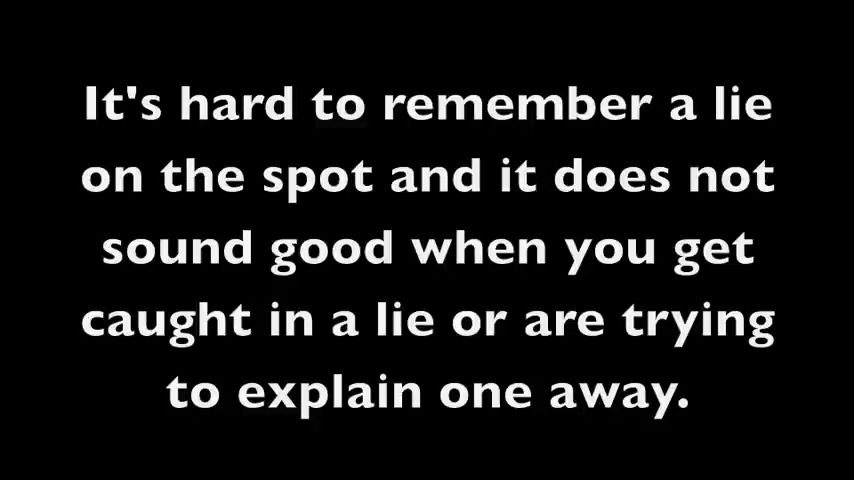 It's hard to remember a lie
on the spot and it does not
sound good when you get
caught in a lie or are trying
to explain one away.